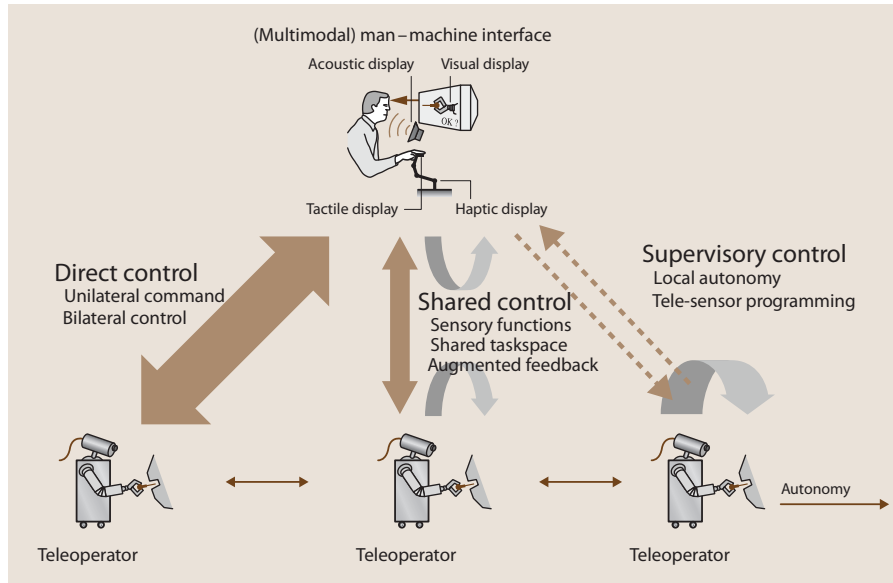 (Multimodal) man – machine interface
Acoustic display
Visual display
OK ?
Tactile display
Haptic display
Direct control
Unilateral command
Bilateral control
Shared control
Sensory functions
Shared taskspace
Augmented feedback
Supervisory control
Local autonomy
Tele-sensor programming
Autonomy
Teleoperator
Teleoperator
Teleoperator